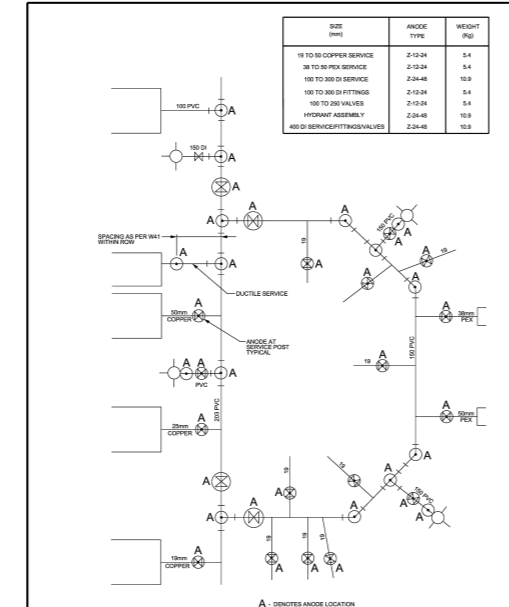 SIZE (mm) ANODE TYPE WEIGHT (Kg)
19 TO 50 COPPER SERVICE Z-12-24 5.4
38 TO 50 PEX SERVICE Z-12-24 5.4
100 TO 300 DI SERVICE Z-24-48 10.9
100 TO 300 DI FITTINGS Z-12-24 5.4
100 TO 250 VALVES Z-12-24 5.4
HYDRANT ASSEMBLY Z-24-48 10.9
400 DI SERVICE/FITTINGS/VALVES Z-24-48 10.9
100 PVC
A
150 DI
A
A
A
A
A
150 PVC
A
A
A
SPACING AS PER W41
WITHIN ROW
A
A
19
A
19
A
A
A
DUCTILE SERVICE
50mm
COPPER
A
ANODE AT
SERVICE POST
TYPICAL
150 PVC
A
38mm
PEX
A
A
A
PVC
19
A
200 PVC
A
50mm
PEX
25mm
COPPER
A
A
19
A
A
A
150 PVC
A
A
19
A
A
A
A
19
19
19
19mm
COPPER
A
A
A
A
A - DENOTES ANODE LOCATION